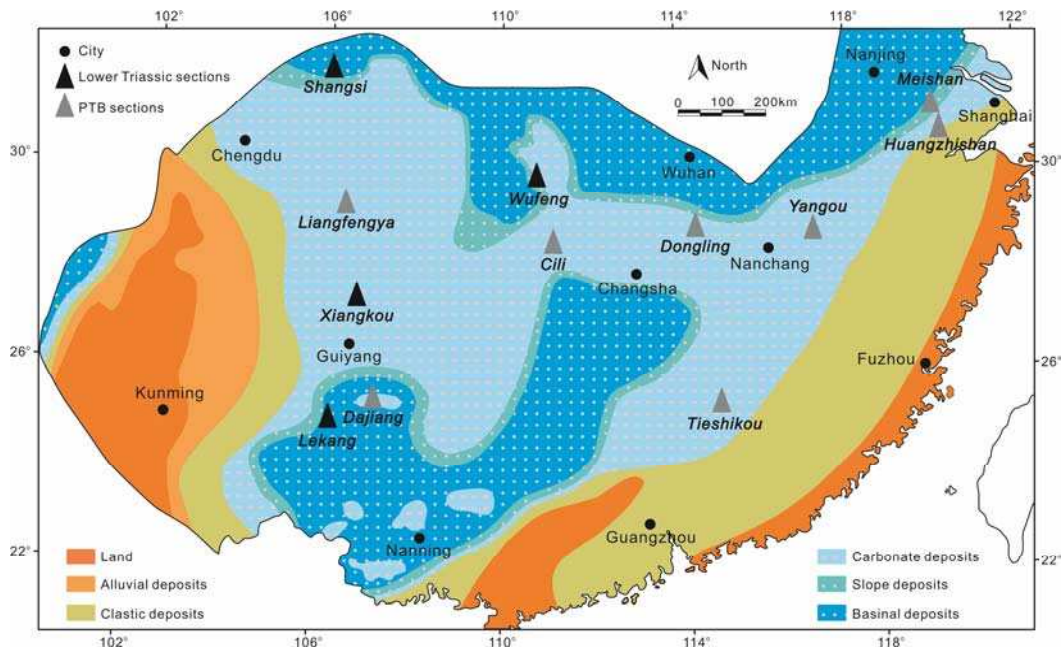 102° 106° 110° 114° 118° 122°
City
Lower Triassic sections
PTB sections
North
0 100 200km
Shangsi
Nanjing
Meishan
Shanghai
Huangzhishan
30°
Chengdu
Wuhan
30°
Liangfengya
Wufeng
Yangou
Cili
Dongling
Nanchang
Changsha
Xiangkou
Guiyang
26°
Fuzhou
26°
Kunming
Dajiang
Lekang
Tieshikou
Guangzhou
Nanning
22°
22°
Land
Alluvial deposits
Clastic deposits
Carbonate deposits
Slope deposits
Basinal deposits
102° 106° 110° 114° 118°